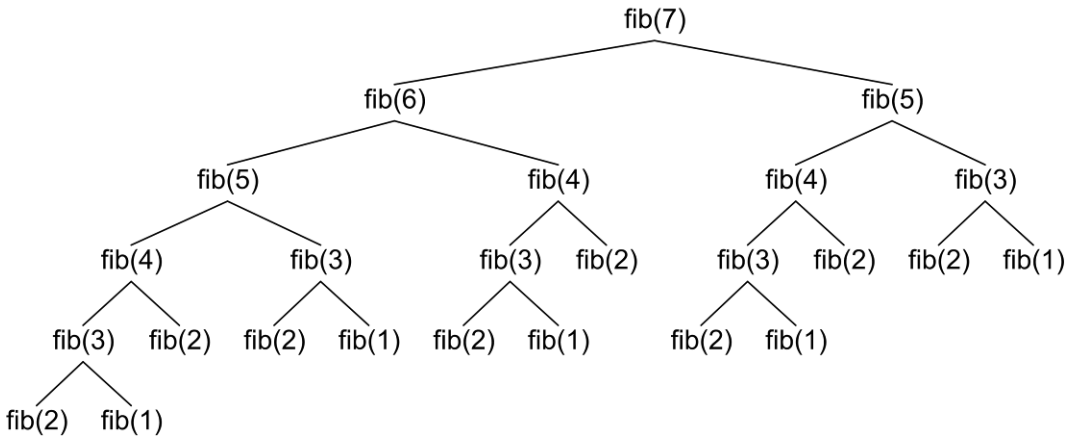 fib(7)
fib(6) fib(5)
fib(5) fib(4) fib(4) fib(3)
fib(4) fib(3) fib(3) fib(2) fib(3) fib(2) fib(2) fib(1)
fib(3) fib(2) fib(2) fib(1) fib(2) fib(1) fib(2) fib(1)
fib(2) fib(1)